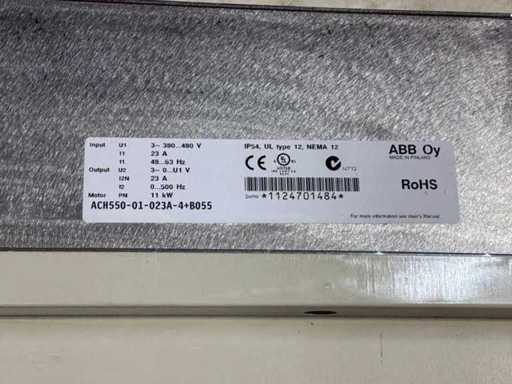 Input U1 3~ 380...480 V
I1 23 A
f1 48...63 Hz
Output U2 3~ 0...U1 V
I2N 23 A
f2 0...500 Hz
Motor PN 11 kW
ACH550-01-023A-4+B055
IP54, UL type 12, NEMA 12
CE
N713
*1124701484*
ABB Oy
MADE IN FINLAND
RoHS
For more information see User's Manual